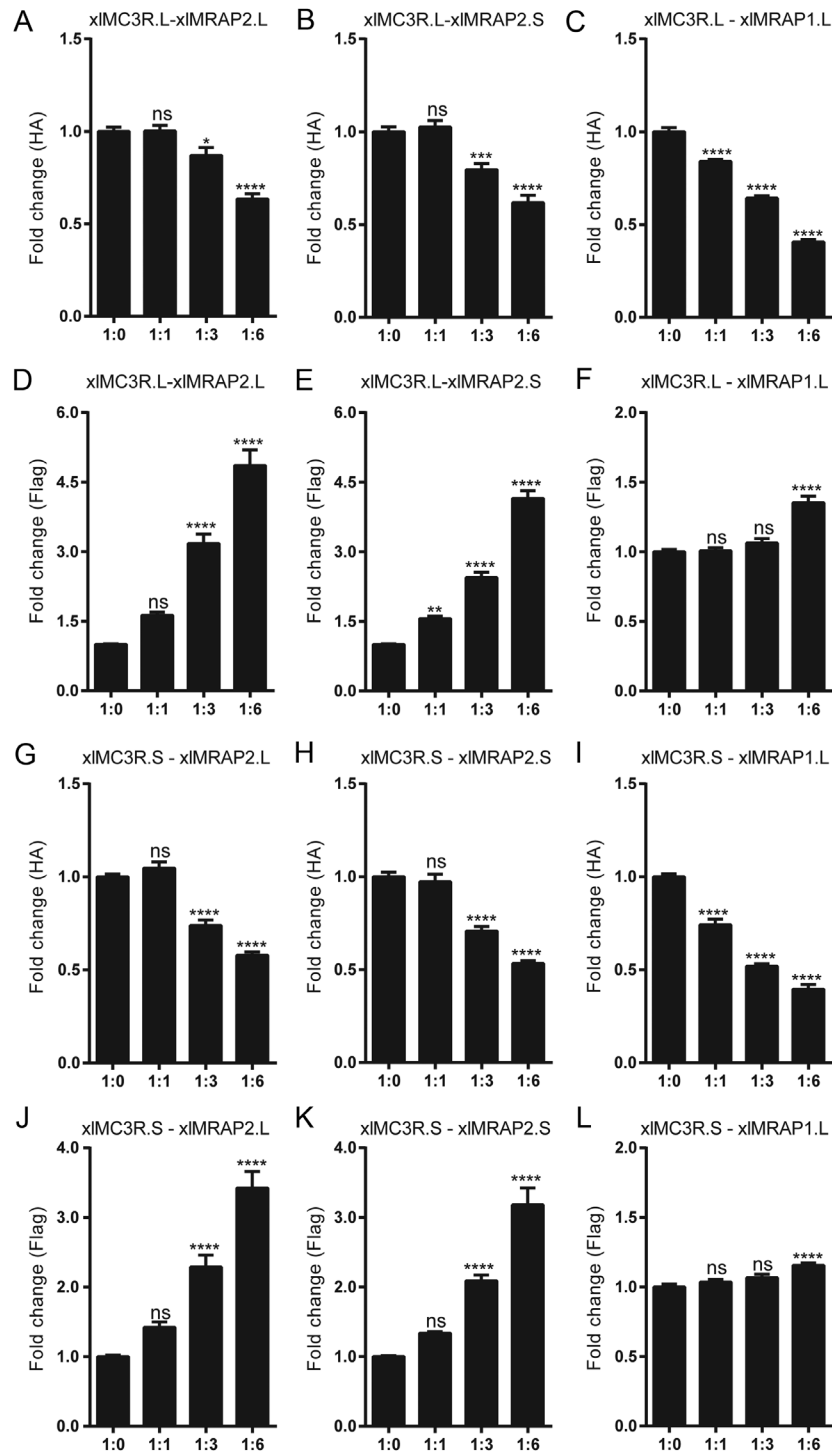 A xlMC3R.L-xlMRAP2.L
Fold change (HA)
1.5
1.0
0.5
0.0
ns
*
****
1:0 1:1 1:3 1:6
B xlMC3R.L-xlMRAP2.S
Fold change (HA)
1.5
1.0
0.5
0.0
ns
***
****
1:0 1:1 1:3 1:6
C xlMC3R.L - xlMRAP1.L
Fold change (HA)
1.5
1.0
0.5
0.0
****
****
****
1:0 1:1 1:3 1:6
D xlMC3R.L-xlMRAP2.L
Fold change (Flag)
6.0
4.5
3.0
1.5
0.0
ns
****
****
1:0 1:1 1:3 1:6
E xlMC3R.L-xlMRAP2.S
Fold change (Flag)
6.0
4.5
3.0
1.5
0.0
**
****
****
1:0 1:1 1:3 1:6
F xlMC3R.L - xlMRAP1.L
Fold change (Flag)
2.0
1.5
1.0
0.5
0.0
ns
ns
****
1:0 1:1 1:3 1:6
G xlMC3R.S - xlMRAP2.L
Fold change (HA)
1.5
1.0
0.5
0.0
ns
****
****
1:0 1:1 1:3 1:6
H xlMC3R.S - xlMRAP2.S
Fold change (HA)
1.5
1.0
0.5
0.0
ns
****
****
1:0 1:1 1:3 1:6
I xlMC3R.S - xlMRAP1.L
Fold change (HA)
1.5
1.0
0.5
0.0
****
****
****
1:0 1:1 1:3 1:6
J xlMC3R.S - xlMRAP2.L
Fold change (Flag)
4.0
3.0
2.0
1.0
0.0
ns
****
****
1:0 1:1 1:3 1:6
K xlMC3R.S - xlMRAP2.S
Fold change (Flag)
4.0
3.0
2.0
1.0
0.0
ns
****
****
1:0 1:1 1:3 1:6
L xlMC3R.S - xlMRAP1.L
Fold change (Flag)
2.0
1.5
1.0
0.5
0.0
ns
ns
****
1:0 1:1 1:3 1:6